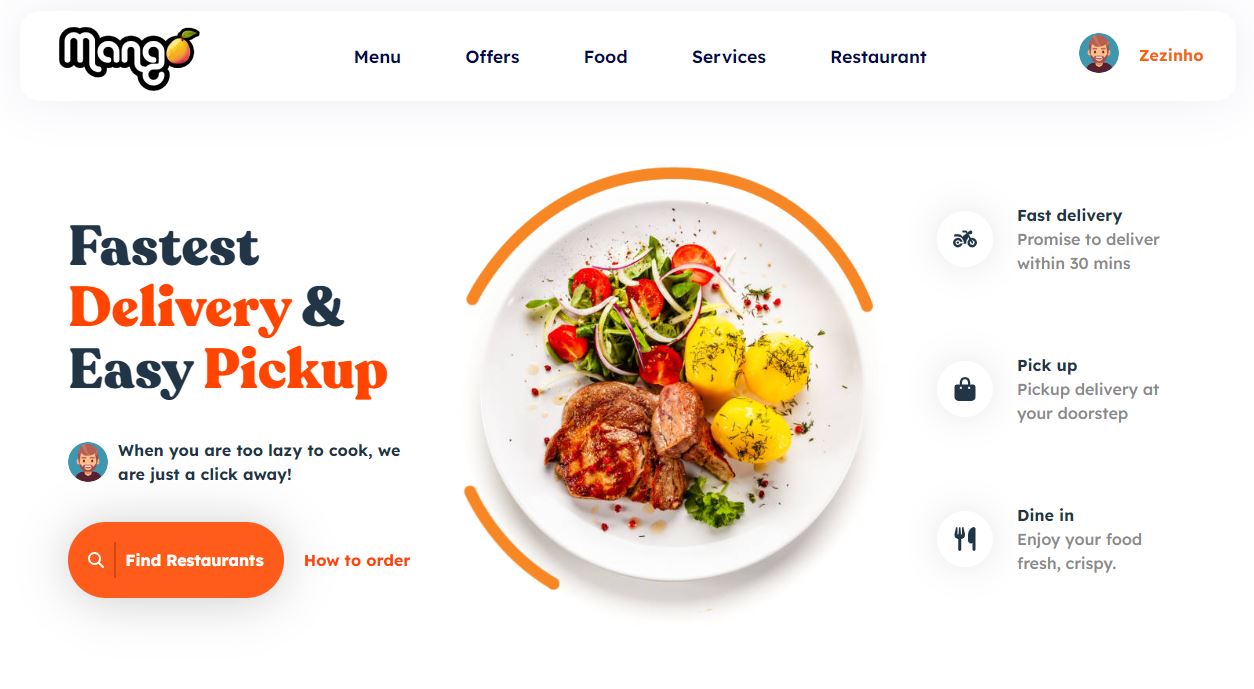 Mango
Menu
Offers
Food
Services
Restaurant
Zezinho
Fastest
Delivery &
Easy Pickup
When you are too lazy to cook, we
are just a click away!
Find Restaurants
How to order
Fast delivery
Promise to deliver
within 30 mins
Pick up
Pickup delivery at
your doorstep
Dine in
Enjoy your food
fresh, crispy.